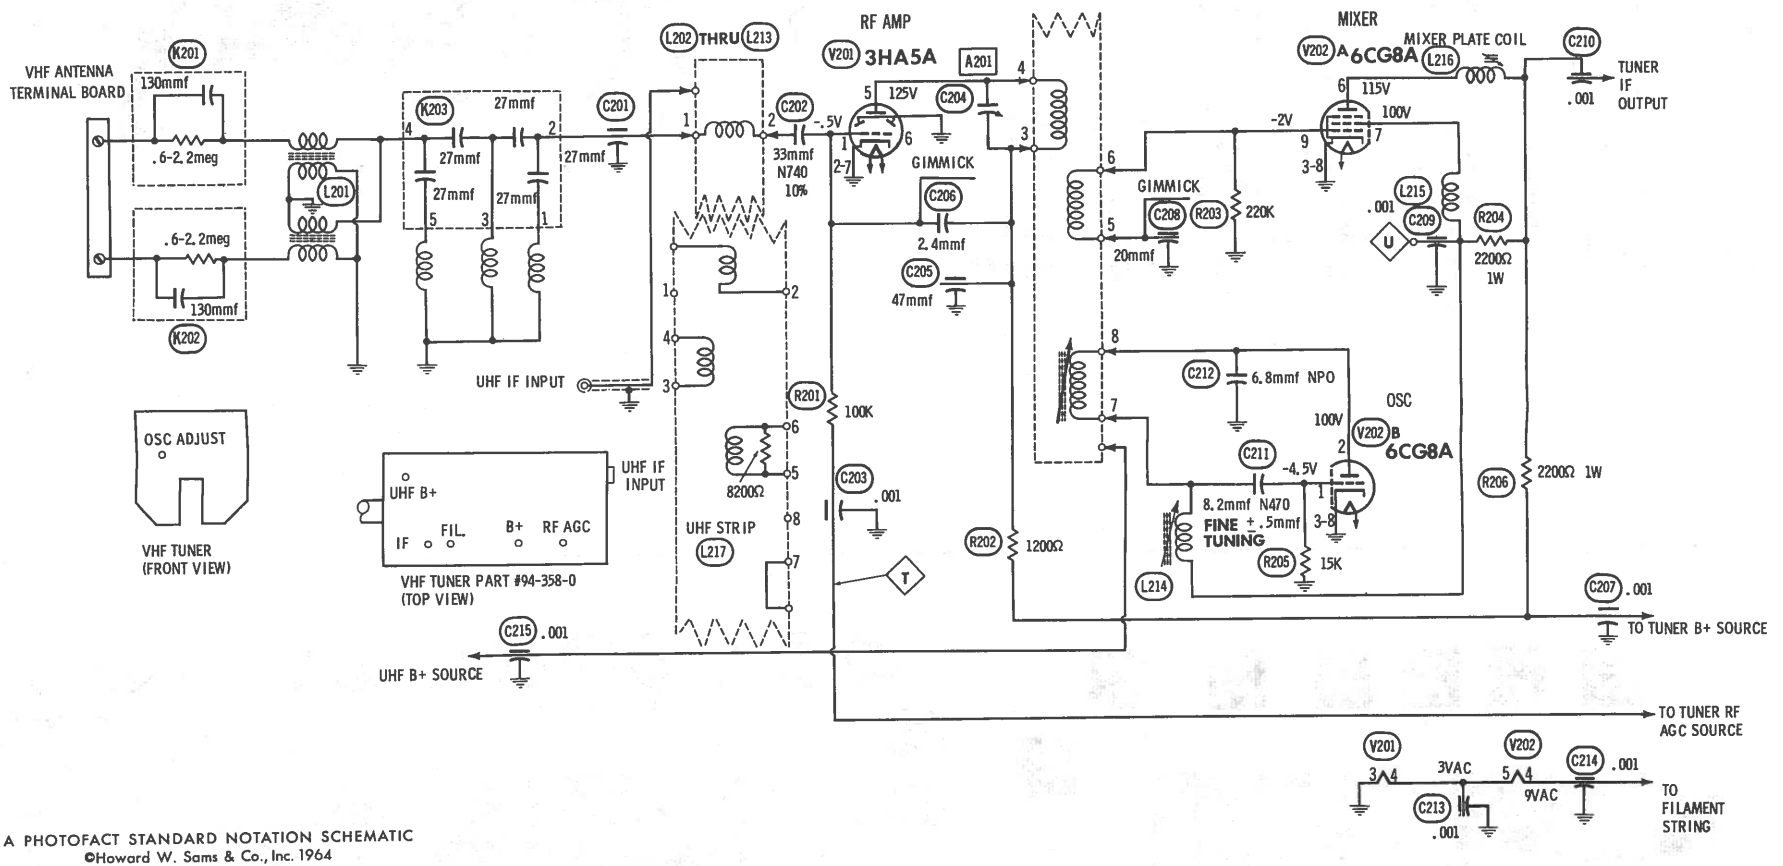 RF AMP
MIXER
L202 THRU L213
V201 3HA5A
V202 A 6CG8A
MIXER PLATE COIL
L216
C210
.001
TUNER
IF
OUTPUT
VHF ANTENNA
TERMINAL BOARD
K201
130mmf
.6-2.2meg
L201
.6-2.2meg
130mmf
K202
K203
27mmf
4
2
27mmf
27mmf
27mmf
5
3
1
C201
27mmf
1
2
C202
33mmf
N740
10%
-.5V
5
125V
1
6
2-7
A201
C204
4
3
GIMMICK
C206
2.4mmf
C205
47mmf
6
5
GIMMICK
C208
20mmf
R203
220K
-2V
6
115V
100V
9
7
3-8
L215
.001
C209
U
R204
2200Ω
1W
1
2
4
3
6
5
8200Ω
8
7
UHF STRIP
L217
UHF IF INPUT
R201
100K
C203
.001
T
R202
1200Ω
8
7
C212
6.8mmf NPO
OSC
100V
V202 B
6CG8A
2
C211
-4.5V
1
8.2mmf N470
± .5mmf
3-8
FINE
TUNING
L214
R205
15K
R206
2200Ω 1W
C207 .001
TO TUNER B+ SOURCE
OSC ADJUST
VHF TUNER
(FRONT VIEW)
UHF B+
UHF IF
INPUT
IF
FIL.
B+
RF AGC
VHF TUNER PART #94-358-0
(TOP VIEW)
C215 .001
UHF B+ SOURCE
TO TUNER RF
AGC SOURCE
V201
3 4
3VAC
V202
5 4
9VAC
C214 .001
C213
.001
TO
FILAMENT
STRING
A PHOTOFACT STANDARD NOTATION SCHEMATIC
©Howard W. Sams & Co., Inc. 1964